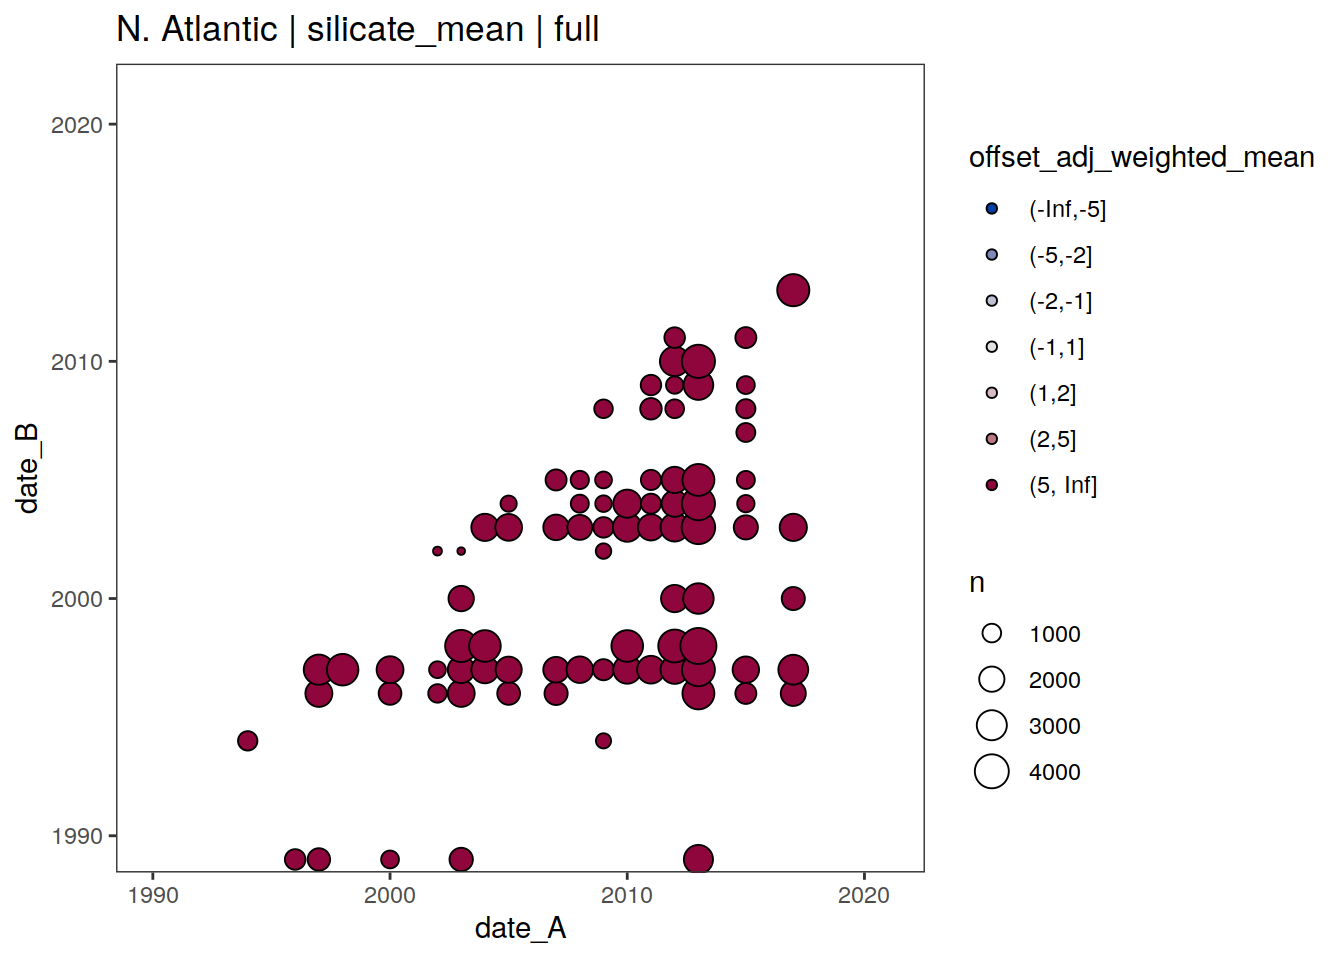 N. Atlantic | silicate_mean | full
2020
2010
2000
1990
date_B
1990 2000 2010 2020
date_A
offset_adj_weighted_mean
(-Inf,-5]
(-5,-2]
(-2,-1]
(-1,1]
(1,2]
(2,5]
(5, Inf]
n
1000
2000
3000
4000